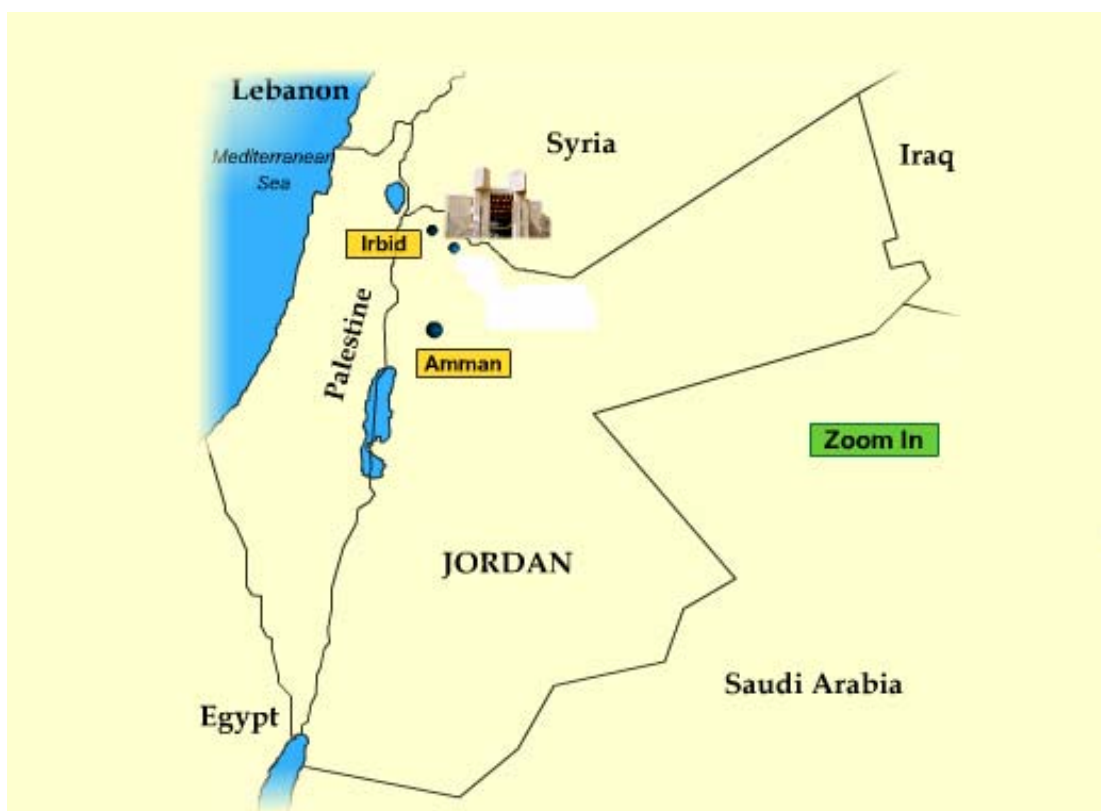 Lebanon
Mediterranean
Sea
Syria
Iraq
Irbid
Palestine
Amman
Zoom In
JORDAN
Saudi Arabia
Egypt